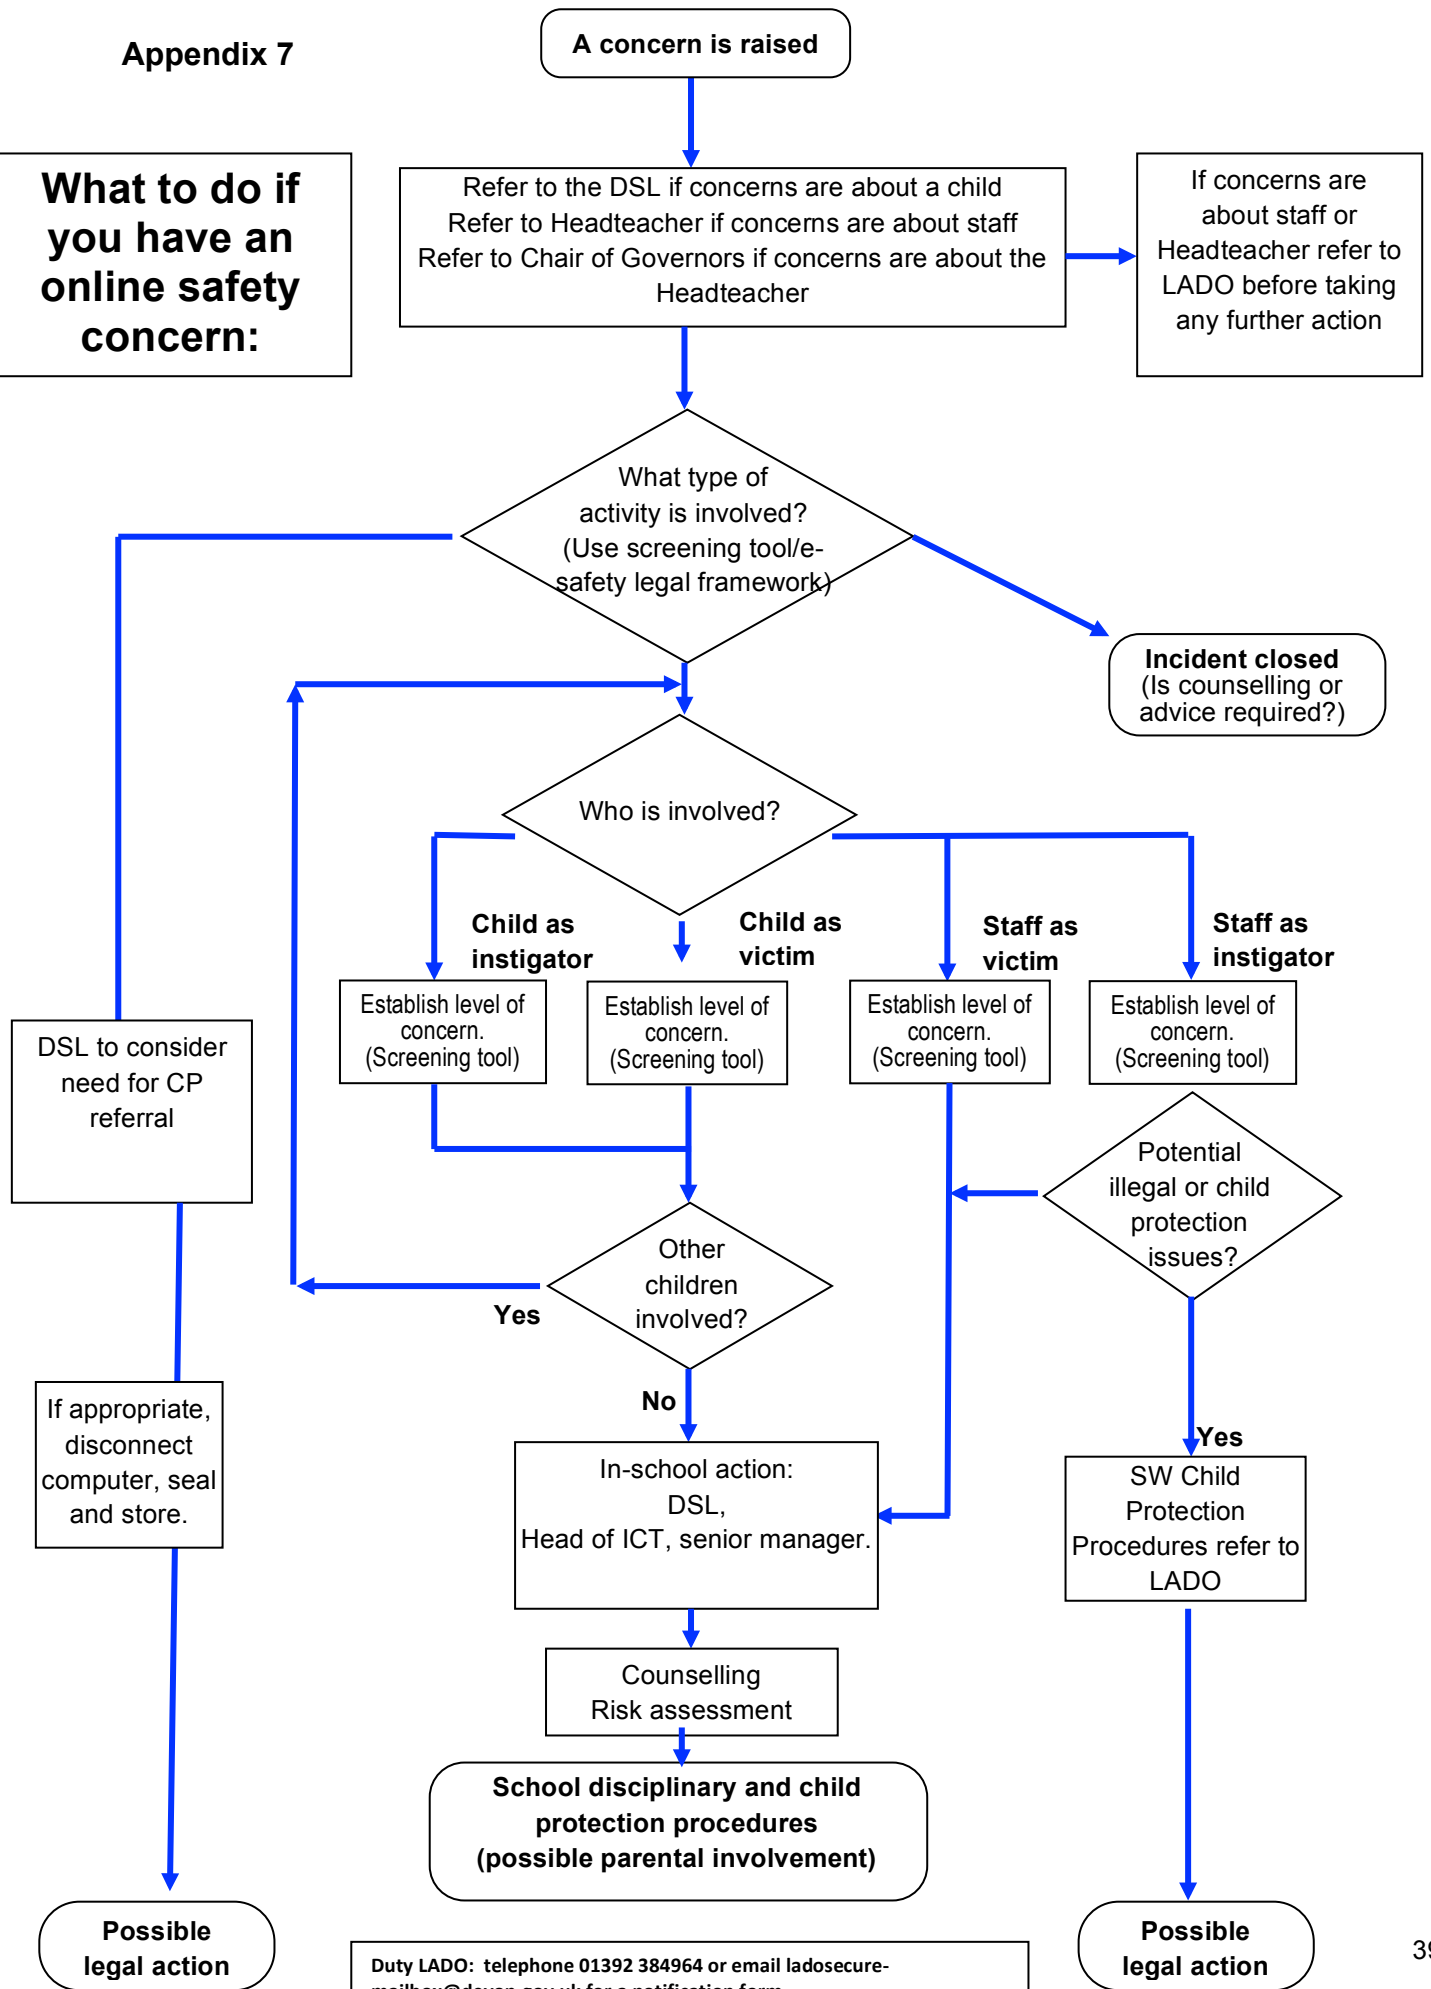 Appendix 7
A concern is raised
What to do if
you have an
online safety
concern:
Refer to the DSL if concerns are about a child
Refer to Headteacher if concerns are about staff
Refer to Chair of Governors if concerns are about the
Headteacher
If concerns are
about staff or
Headteacher refer to
LADO before taking
any further action
What type of
activity is involved?
(Use screening tool/e-
safety legal framework)
Incident closed
(Is counselling or
advice required?)
Who is involved?
Child as
instigator
Child as
victim
Staff as
victim
Staff as
instigator
Establish level of
concern.
(Screening tool)
Establish level of
concern.
(Screening tool)
Establish level of
concern.
(Screening tool)
Establish level of
concern.
(Screening tool)
DSL to consider
need for CP
referral
Potential
illegal or child
protection
issues?
Other
children
involved?
Yes
No
Yes
If appropriate,
disconnect
computer, seal
and store.
In-school action:
DSL,
Head of ICT, senior manager.
SW Child
Protection
Procedures refer to
LADO
Counselling
Risk assessment
School disciplinary and child
protection procedures
(possible parental involvement)
Possible
legal action
Possible
legal action
Duty LADO: telephone 01392 384964 or email ladosecure-
mailbox@devon.gov.uk for a notification form
39